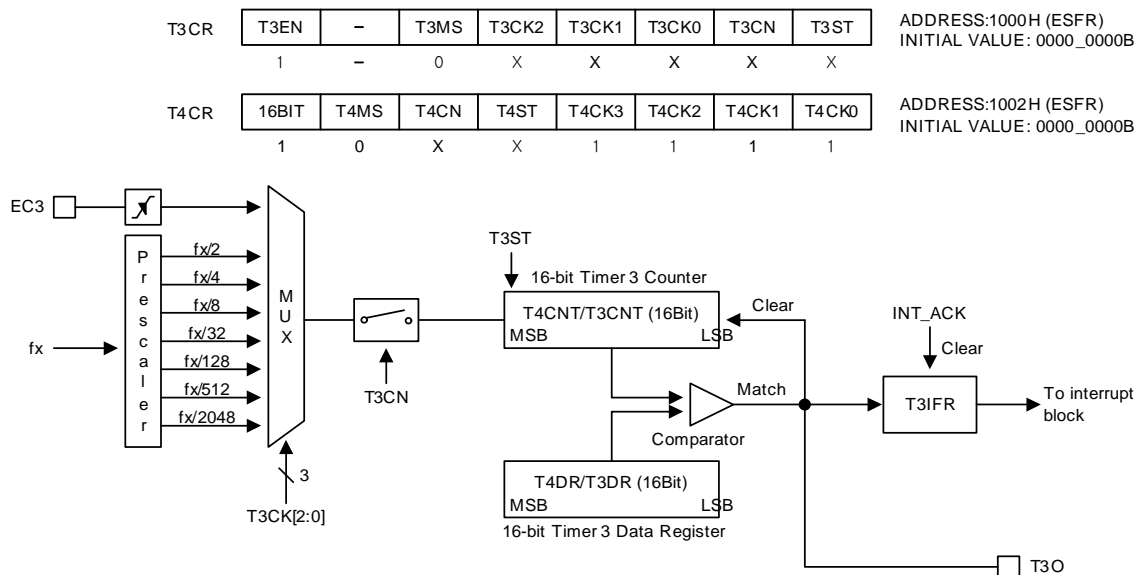 T3CR T3EN – T3MS T3CK2 T3CK1 T3CK0 T3CN T3ST ADDRESS:1000H (ESFR)
INITIAL VALUE: 0000_0000B
1 – 0 X X X X X
T4CR 16BIT T4MS T4CN T4ST T4CK3 T4CK2 T4CK1 T4CK0 ADDRESS:1002H (ESFR)
INITIAL VALUE: 0000_0000B
1 0 X X 1 1 1 1
EC3
Prescaler
fx
fx/2
fx/4
fx/8
fx/32
fx/128
fx/512
fx/2048
MUX
3
T3CK[2:0]
T3CN
T3ST
16-bit Timer 3 Counter
T4CNT/T3CNT (16Bit)
MSB LSB
Clear
Match
Comparator
T4DR/T3DR (16Bit)
MSB LSB
16-bit Timer 3 Data Register
INT_ACK
Clear
T3IFR
To interrupt
block
T3O